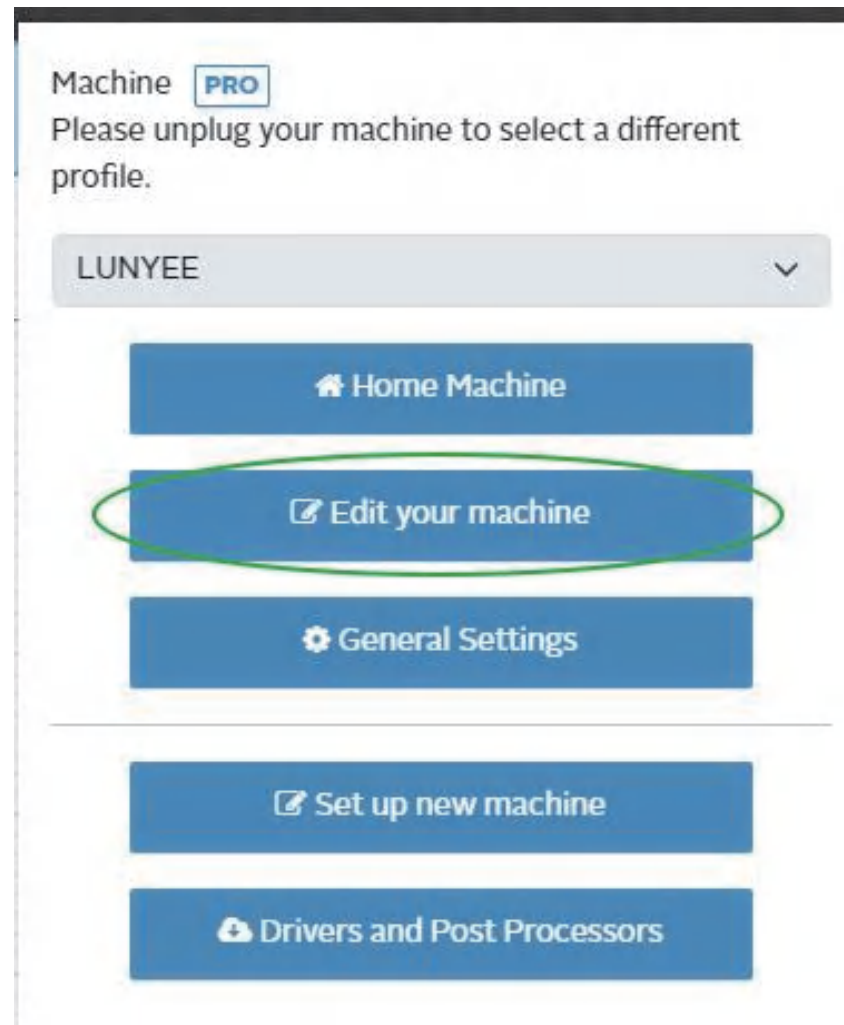 Machine PRO
Please unplug your machine to select a different
profile.
LUNYEE
Home Machine
Edit your machine
General Settings
Set up new machine
Drivers and Post Processors